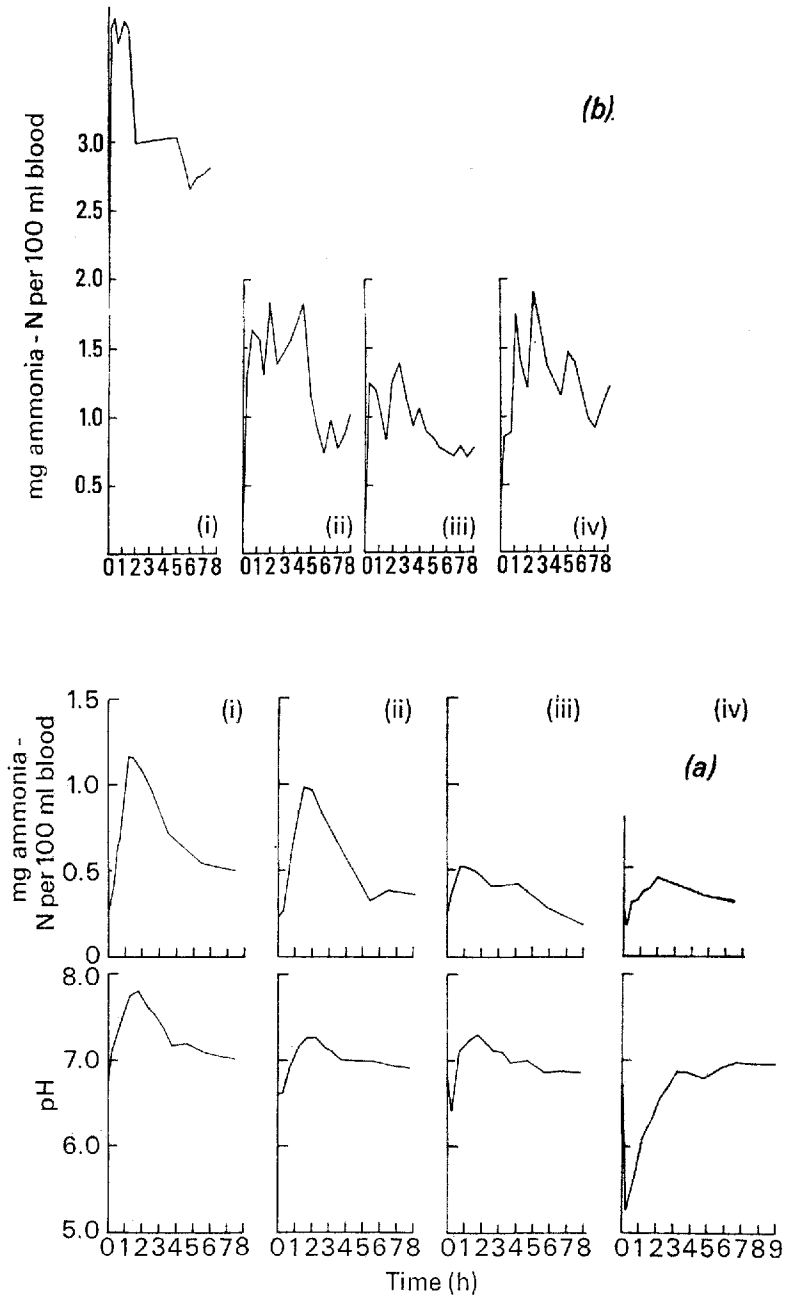 (b).
mg ammonia - N per 100 ml blood
3.0
2.5
2.0
1.5
1.0
0.5
(i)
(ii)
(iii)
(iv)
012345678
012345678
012345678
012345678
mg ammonia -
N per 100 ml blood
1.5
1.0
0.5
0
(i)
(ii)
(iii)
(iv)
(a)
pH
8.0
7.0
6.0
5.0
012345678
012345678
012345678
0123456789
Time (h)